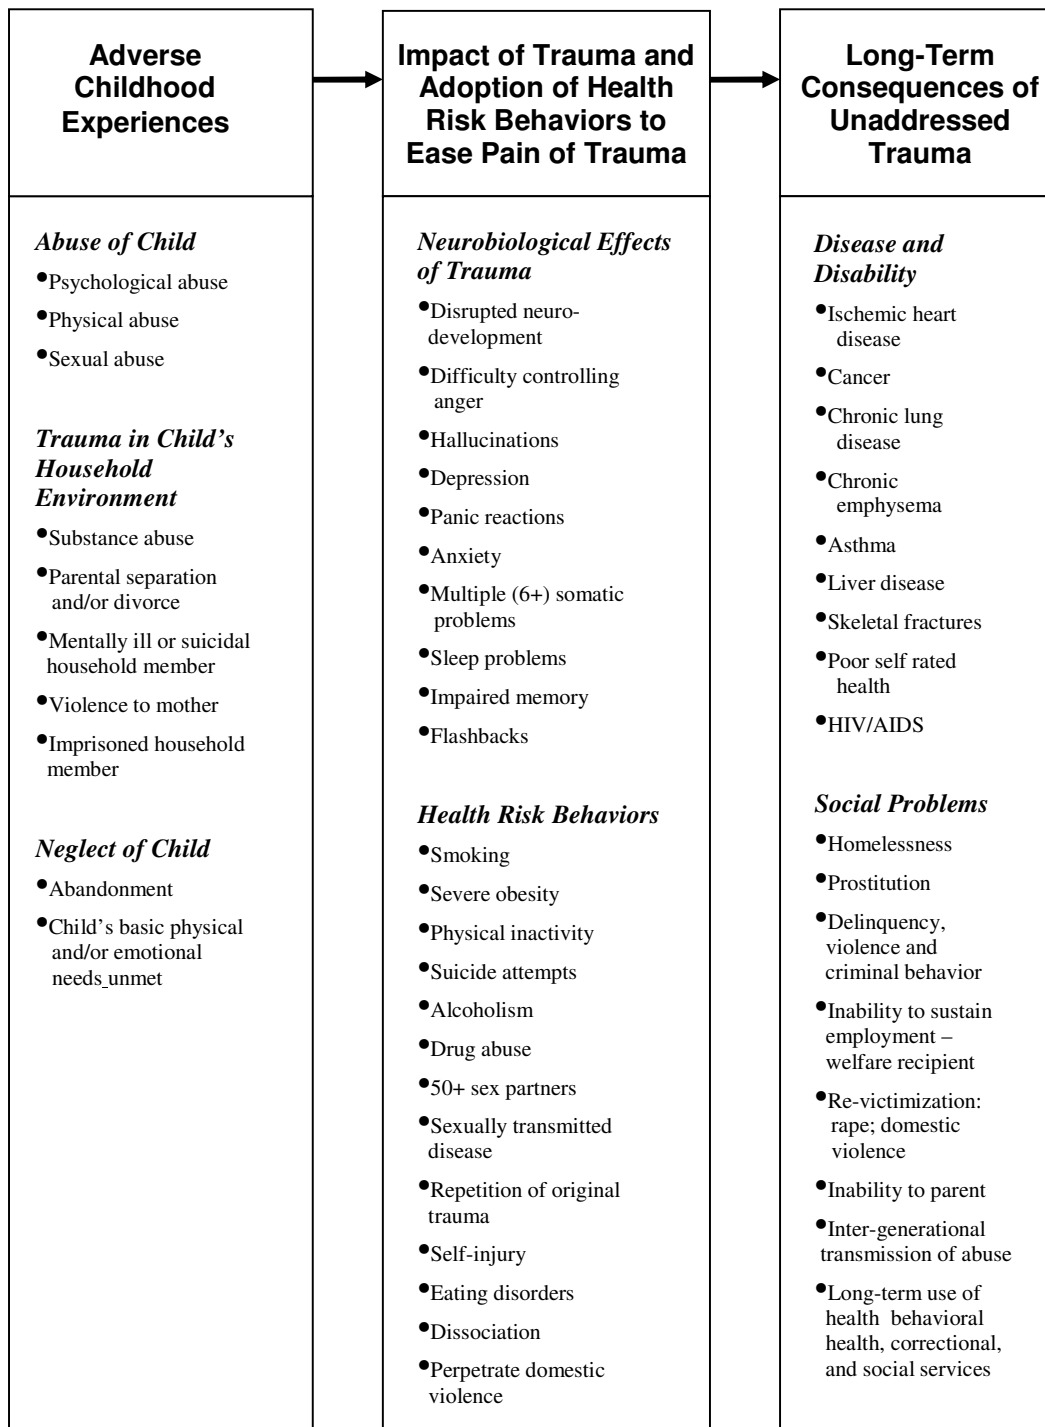 Adverse
Childhood
Experiences
Abuse of Child
•Psychological abuse
•Physical abuse
•Sexual abuse
Trauma in Child’s
Household
Environment
•Substance abuse
•Parental separation
and/or divorce
•Mentally ill or suicidal
household member
•Violence to mother
•Imprisoned household
member
Neglect of Child
•Abandonment
•Child’s basic physical
and/or emotional
needs unmet
Impact of Trauma and
Adoption of Health
Risk Behaviors to
Ease Pain of Trauma
Neurobiological Effects
of Trauma
•Disrupted neuro-
development
•Difficulty controlling
anger
•Hallucinations
•Depression
•Panic reactions
•Anxiety
•Multiple (6+) somatic
problems
•Sleep problems
•Impaired memory
•Flashbacks
Health Risk Behaviors
•Smoking
•Severe obesity
•Physical inactivity
•Suicide attempts
•Alcoholism
•Drug abuse
•50+ sex partners
•Sexually transmitted
disease
•Repetition of original
trauma
•Self-injury
•Eating disorders
•Dissociation
•Perpetrate domestic
violence
Long-Term
Consequences of
Unaddressed
Trauma
Disease and
Disability
•Ischemic heart
disease
•Cancer
•Chronic lung
disease
•Chronic
emphysema
•Asthma
•Liver disease
•Skeletal fractures
•Poor self rated
health
•HIV/AIDS
Social Problems
•Homelessness
•Prostitution
•Delinquency,
violence and
criminal behavior
•Inability to sustain
employment –
welfare recipient
•Re-victimization:
rape; domestic
violence
•Inability to parent
•Inter-generational
transmission of abuse
•Long-term use of
health behavioral
health, correctional,
and social services